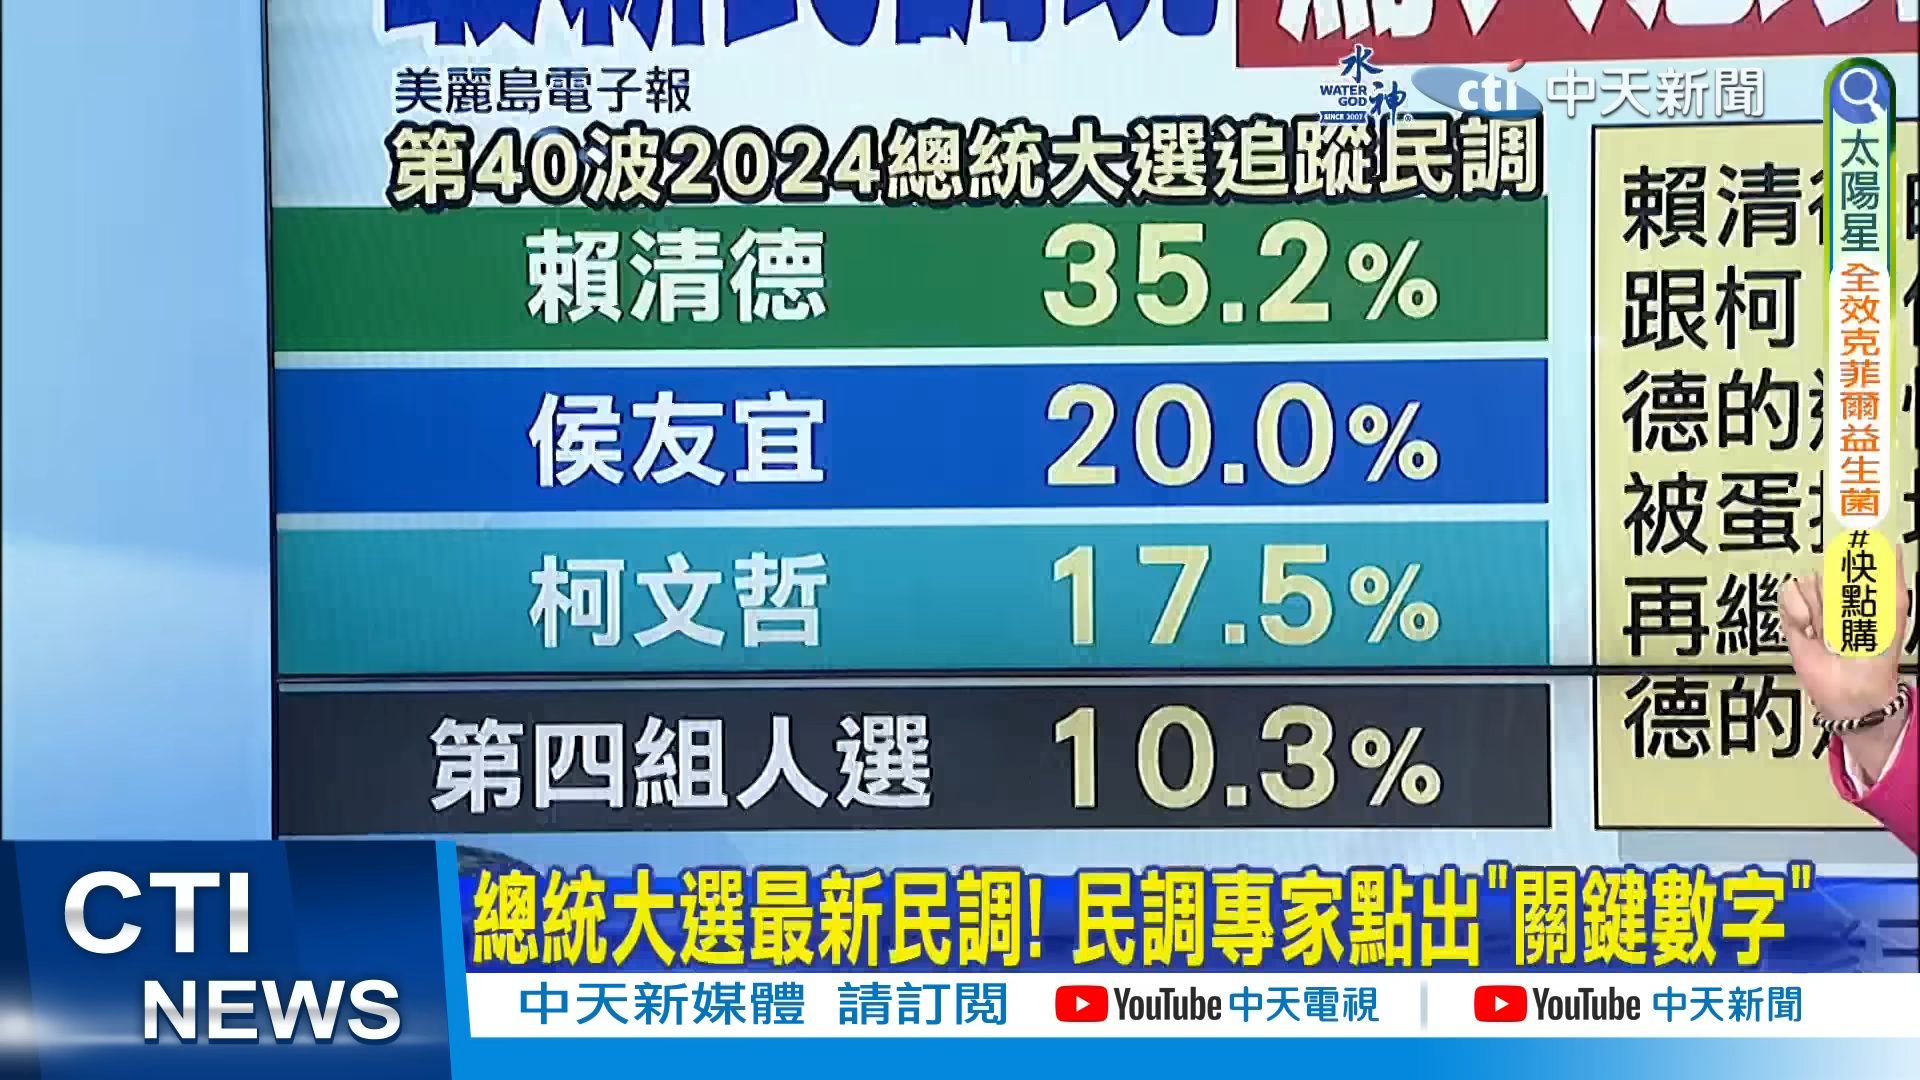 美麗島電子報
第40波2024總統大選追蹤民調
賴清德 35.2%
侯友宜 20.0%
柯文哲 17.5%
第四組人選 10.3%
賴清
跟柯
德的
被蛋
再繼
德的
水神
WATER GOD
SINCE 2007
cti 中天新聞
太陽星
全效克菲爾益生菌
#快點購
CTI NEWS
總統大選最新民調! 民調專家點出"關鍵數字"
中天新媒體 請訂閱 YouTube 中天電視 YouTube 中天新聞